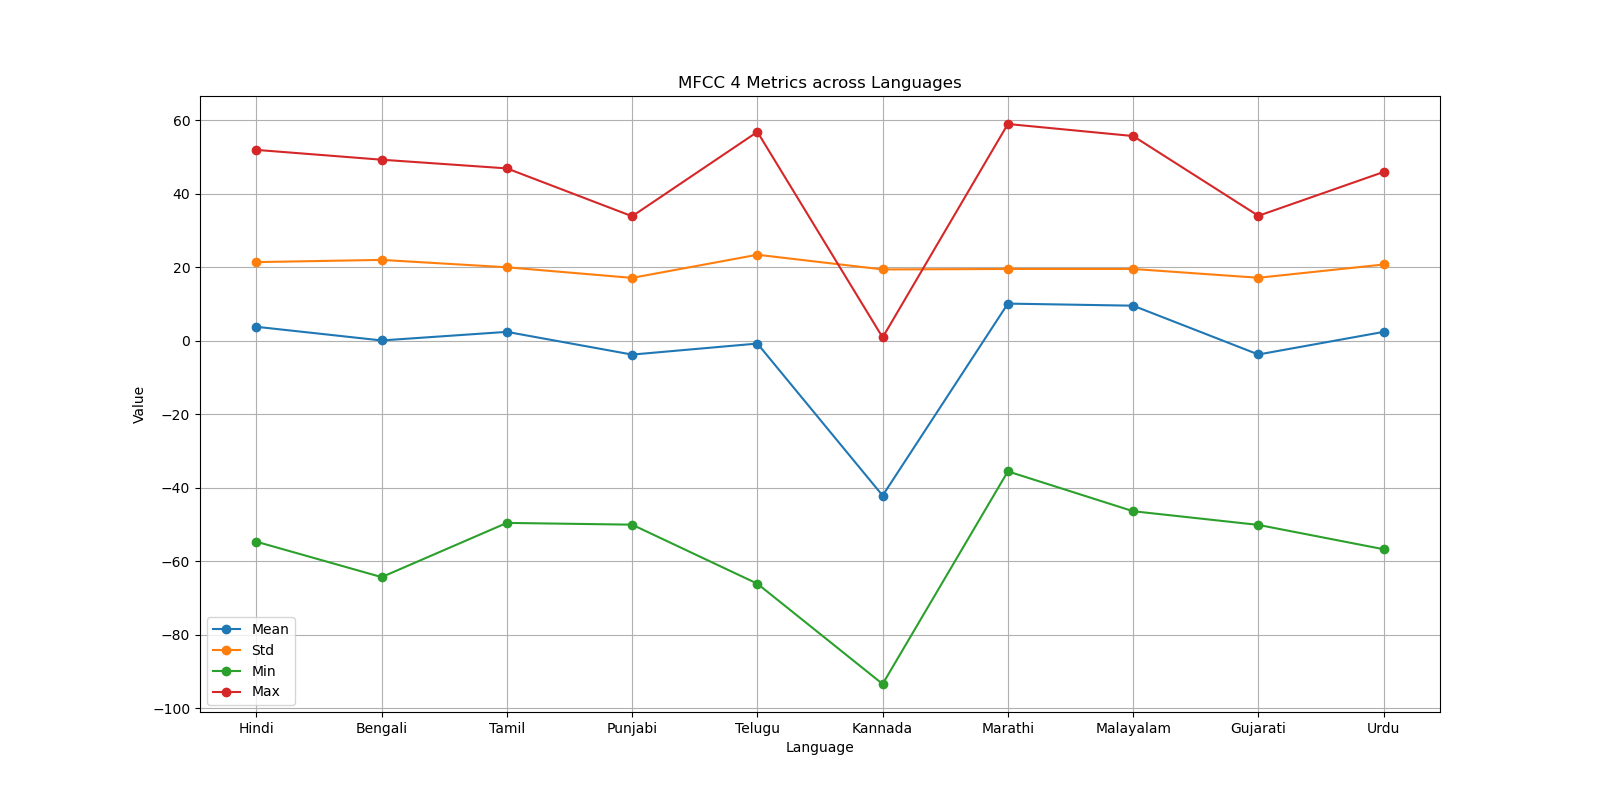 MFCC 4 Metrics across Languages
60
40
20
0
−20
−40
−60
−80
−100
Value
Mean
Std
Min
Max
Hindi Bengali Tamil Punjabi Telugu Kannada Marathi Malayalam Gujarati Urdu
Language